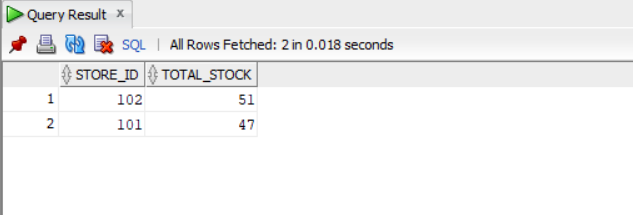 Query Result x
SQL | All Rows Fetched: 2 in 0.018 seconds
STORE_ID TOTAL_STOCK
1 102 51
2 101 47